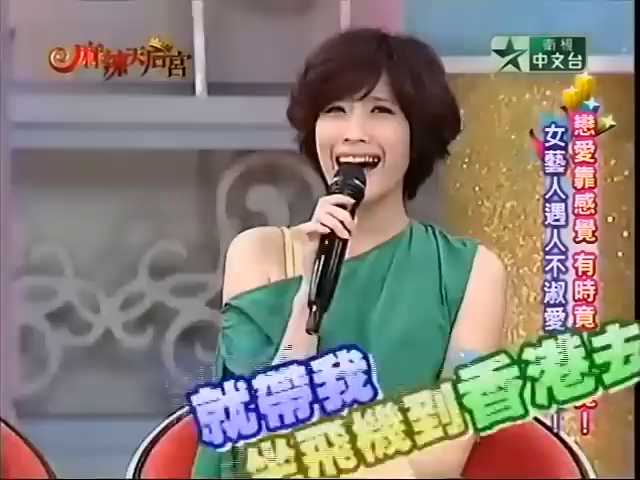 麻辣天后宮
衛視
中文台
戀愛靠感覺 有時竟
女藝人遇人不淑愛
就帶我
坐飛機到香港去